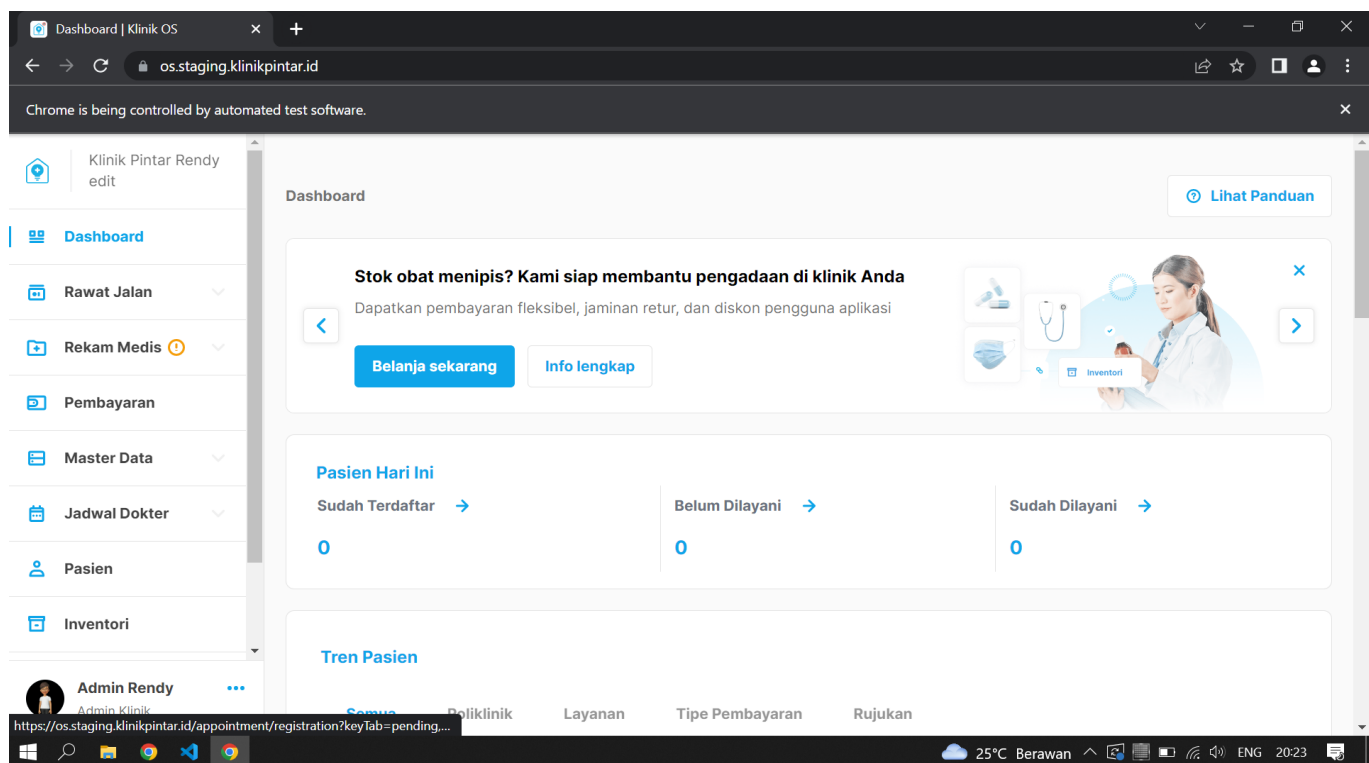 Dashboard | Klinik OS
os.staging.klinikpintar.id
Chrome is being controlled by automated test software.
Klinik Pintar Rendy
edit
Dashboard
Rawat Jalan
Rekam Medis
Pembayaran
Master Data
Jadwal Dokter
Pasien
Inventori
Admin Rendy
Admin Klinik
https://os.staging.klinikpintar.id/appointment/registration?keyTab=pending,...
Dashboard
Lihat Panduan
Stok obat menipis? Kami siap membantu pengadaan di klinik Anda
Dapatkan pembayaran fleksibel, jaminan retur, dan diskon pengguna aplikasi
Belanja sekarang Info lengkap
Inventori
Pasien Hari Ini
Sudah Terdaftar Belum Dilayani Sudah Dilayani
0 0 0
Tren Pasien
Semua Poliklinik Layanan Tipe Pembayaran Rujukan
25°C Berawan ENG 20:23